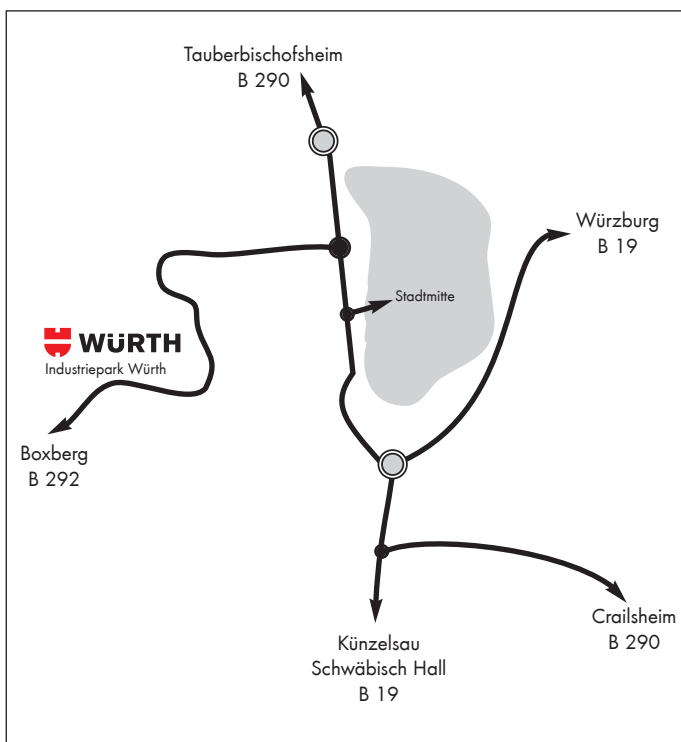 Tauberbischofsheim
B 290
Würzburg
B 19
Stadtmitte
WÜRTH
Industriepark Würth
Boxberg
B 292
Crailsheim
B 290
Künzelsau
Schwäbisch Hall
B 19